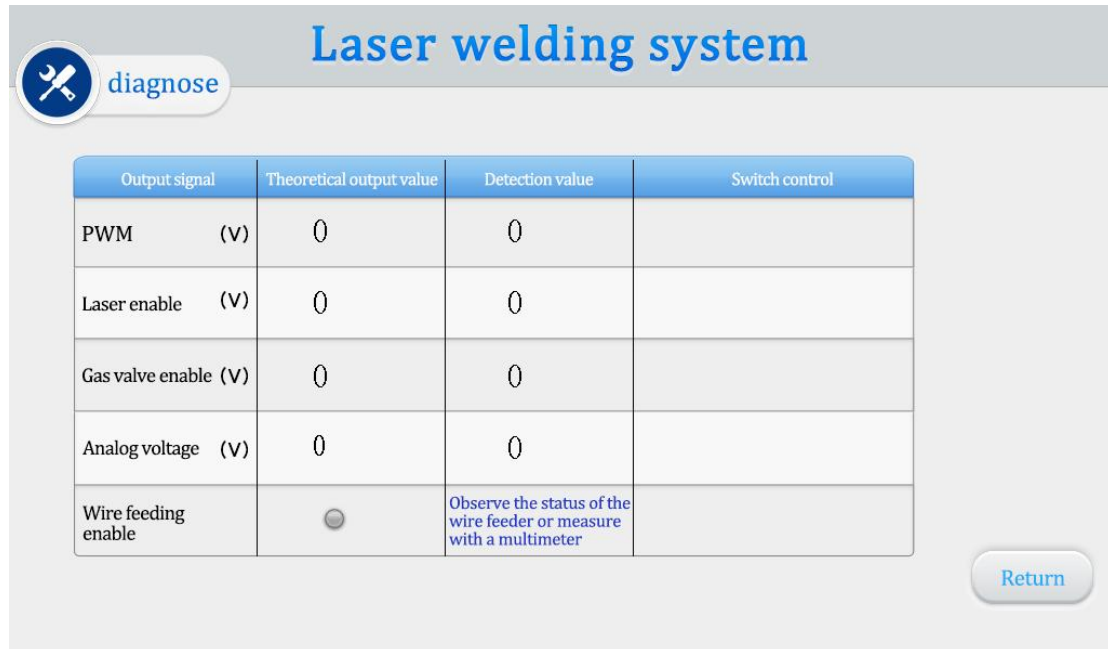 Laser welding system
diagnose
Output signal Theoretical output value Detection value Switch control
PWM (V) 0 0
Laser enable (V) 0 0
Gas valve enable (V) 0 0
Analog voltage (V) 0 0
Wire feeding
enable
Observe the status of the
wire feeder or measure
with a multimeter
Return